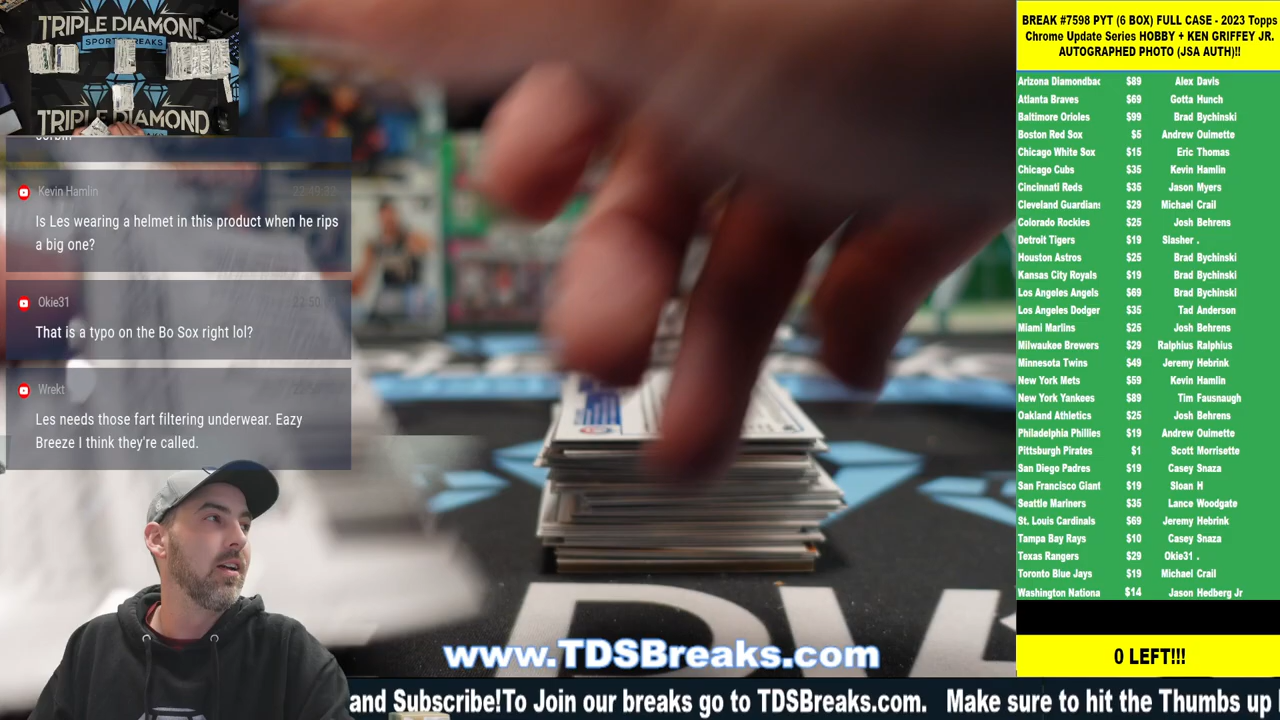 TRIPLE DIAMOND
SPORTS BREAKS
TRIPLE DIAMOND
Kevin Hamlin
Is Les wearing a helmet in this product when he rips
a big one?
Okie31
That is a typo on the Bo Sox right lol?
Wrekt
Les needs those fart filtering underwear. Eazy
Breeze I think they're called.
www.TDSBreaks.com
and Subscribe!To Join our breaks go to TDSBreaks.com. Make sure to hit the Thumbs up
BREAK #7598 PYT (6 BOX) FULL CASE - 2023 Topps
Chrome Update Series HOBBY + KEN GRIFFEY JR.
AUTOGRAPHED PHOTO (JSA AUTH)!!
Arizona Diamondbac $89 Alex Davis
Atlanta Braves $69 Gotta Hunch
Baltimore Orioles $99 Brad Bychinski
Boston Red Sox $5 Andrew Ouimette
Chicago White Sox $15 Eric Thomas
Chicago Cubs $35 Kevin Hamlin
Cincinnati Reds $35 Jason Myers
Cleveland Guardians $29 Michael Crail
Colorado Rockies $25 Josh Behrens
Detroit Tigers $19 Slasher .
Houston Astros $25 Brad Bychinski
Kansas City Royals $19 Brad Bychinski
Los Angeles Angels $69 Brad Bychinski
Los Angeles Dodger $35 Tad Anderson
Miami Marlins $25 Josh Behrens
Milwaukee Brewers $29 Ralphius Ralphius
Minnesota Twins $49 Jeremy Hebrink
New York Mets $59 Kevin Hamlin
New York Yankees $89 Tim Fausnaugh
Oakland Athletics $25 Josh Behrens
Philadelphia Phillies $19 Andrew Ouimette
Pittsburgh Pirates $1 Scott Morrisette
San Diego Padres $19 Casey Snaza
San Francisco Giant $19 Sloan H
Seattle Mariners $35 Lance Woodgate
St. Louis Cardinals $69 Jeremy Hebrink
Tampa Bay Rays $10 Casey Snaza
Texas Rangers $29 Okie31 .
Toronto Blue Jays $19 Michael Crail
Washington Nationa $14 Jason Hedberg Jr
0 LEFT!!!